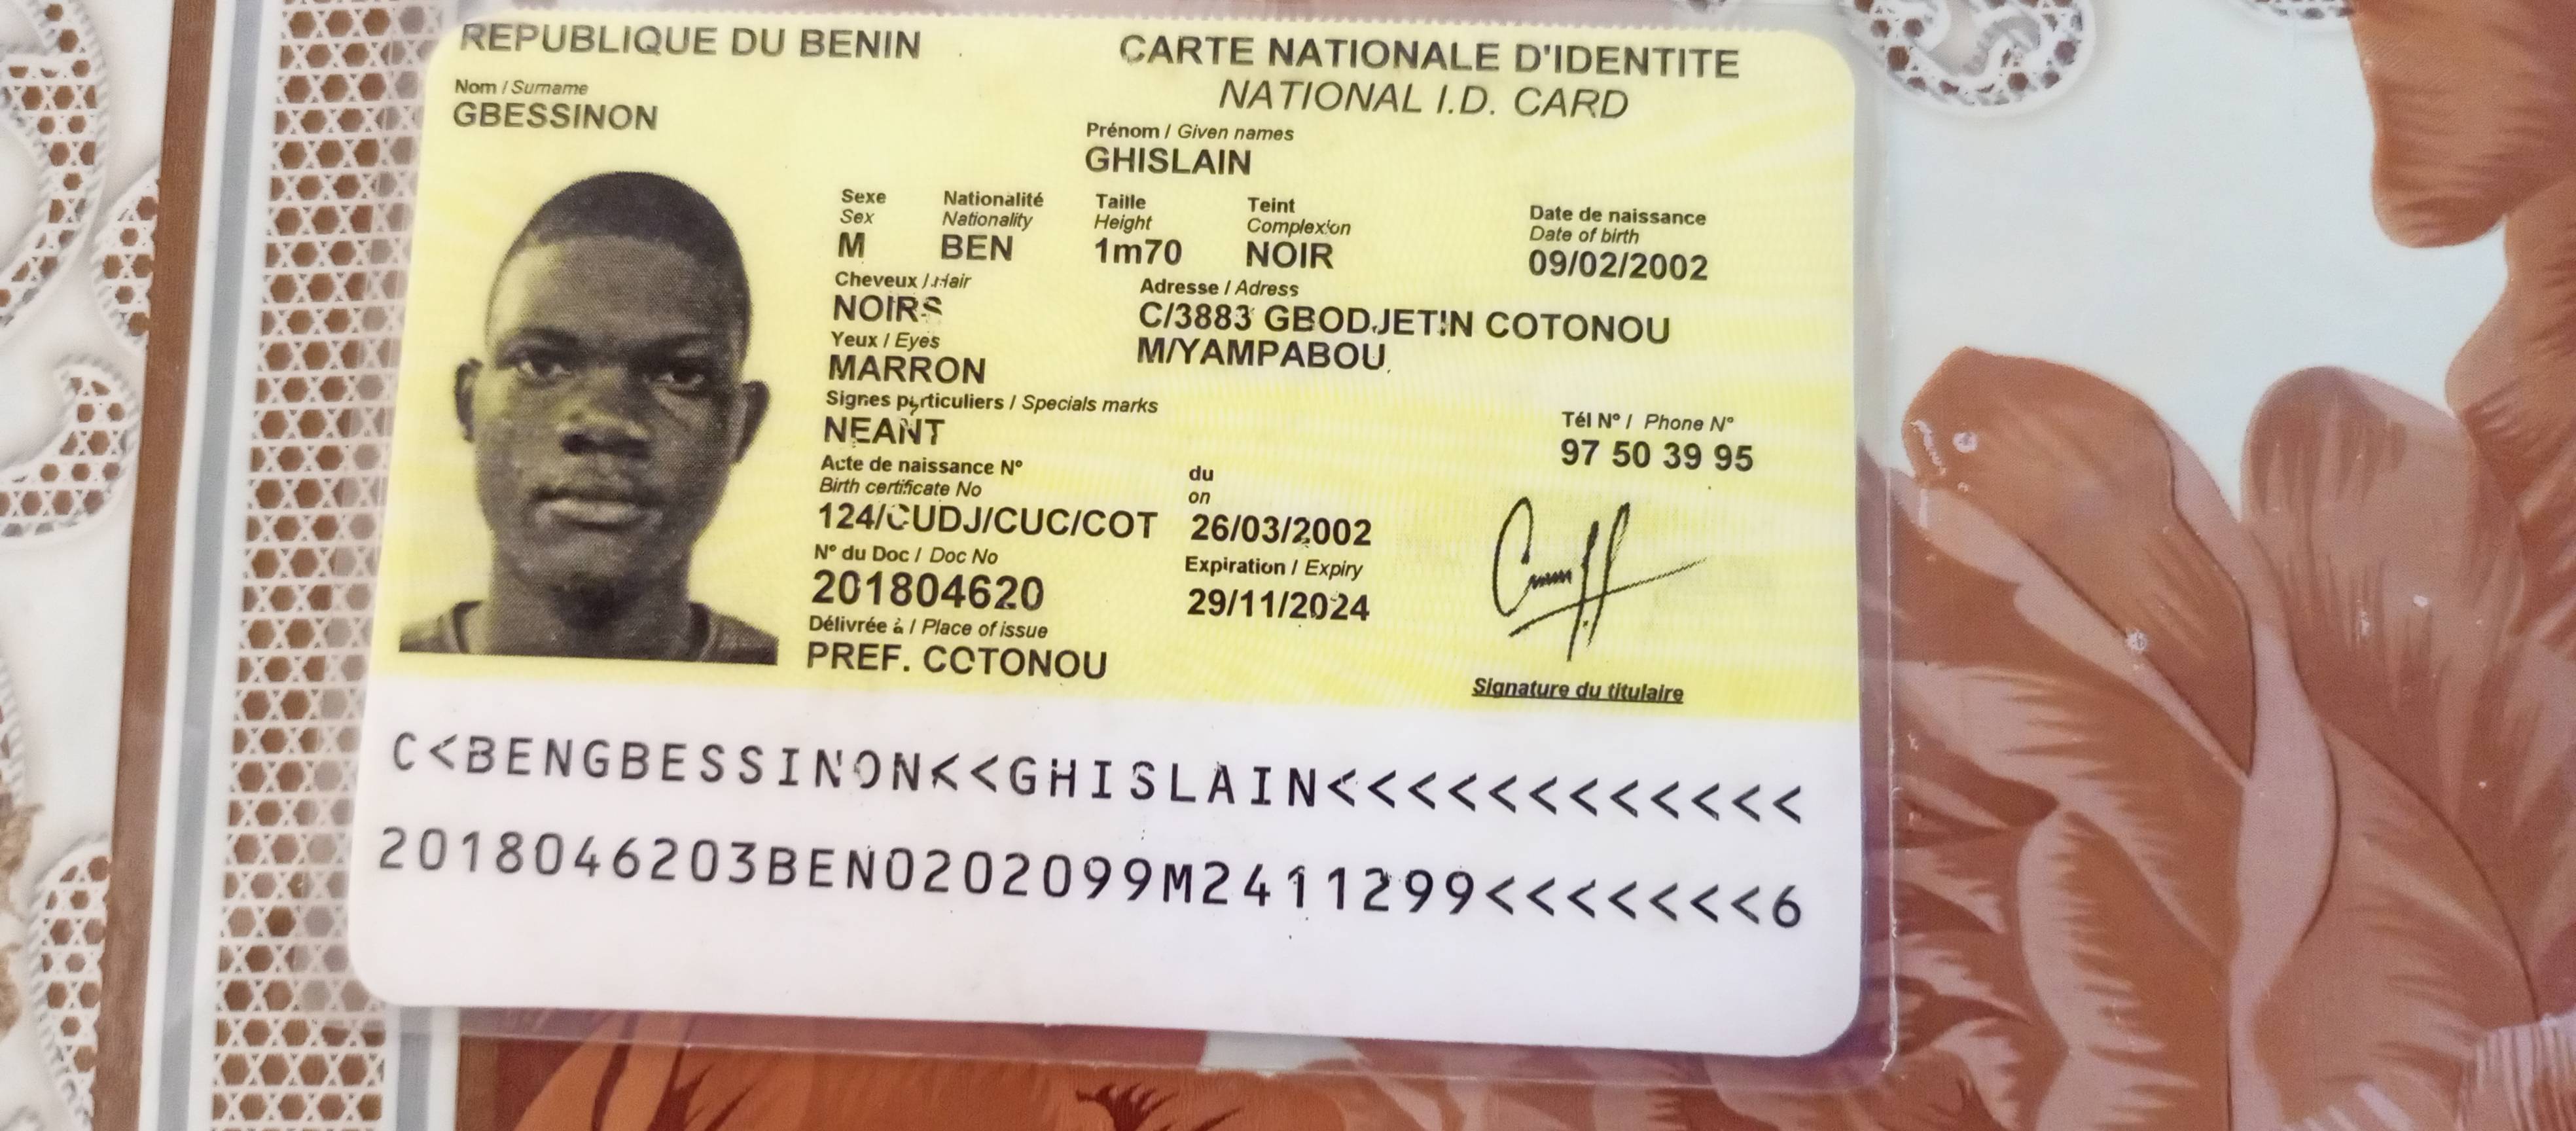 REPUBLIQUE DU BENIN
CARTE NATIONALE D'IDENTITE
NATIONAL I.D. CARD
Nom / Surname
GBESSINON
Prénom / Given names
GHISLAIN
Sexe Nationalité Taille Teint Date de naissance
Sex Nationality Height Complexion Date of birth
M BEN 1m70 NOIR 09/02/2002
Cheveux / Hair
NOIRS
Adresse / Adress
C/3883 GBODJETIN COTONOU
M/YAMPABOU
Yeux / Eyes
MARRON
Signes particuliers / Specials marks
NEANT
Tél N° / Phone N°
97 50 39 95
Acte de naissance N° du
Birth certificate No on
124/CUDJ/CUC/COT 26/03/2002
N° du Doc / Doc No Expiration / Expiry
201804620 29/11/2024
Délivrée à / Place of issue
PREF. COTONOU
Signature du titulaire
C<BENGBESSINON<<GHISLAIN<<<<<<<<<<<<
2018046203BEN0202099M2411299<<<<<<<6